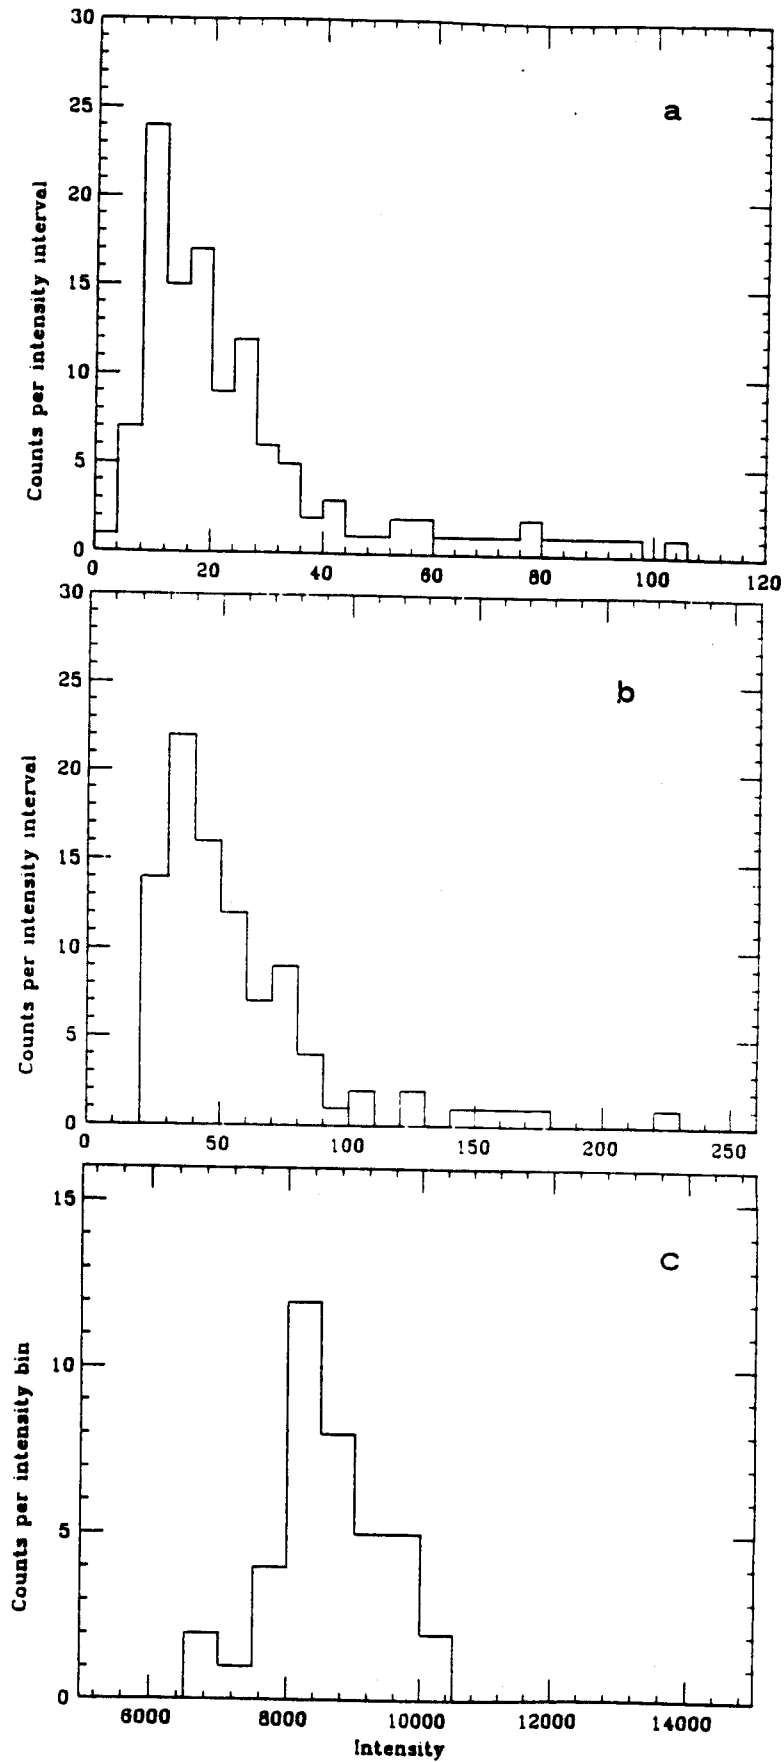 30
25
20
15
10
5
0
Counts per intensity interval
a
0 20 40 60 80 100 120
30
25
20
15
10
5
0
Counts per intensity interval
b
0 50 100 150 200 250
15
10
5
0
Counts per intensity bin
c
6000 8000 10000 12000 14000
Intensity